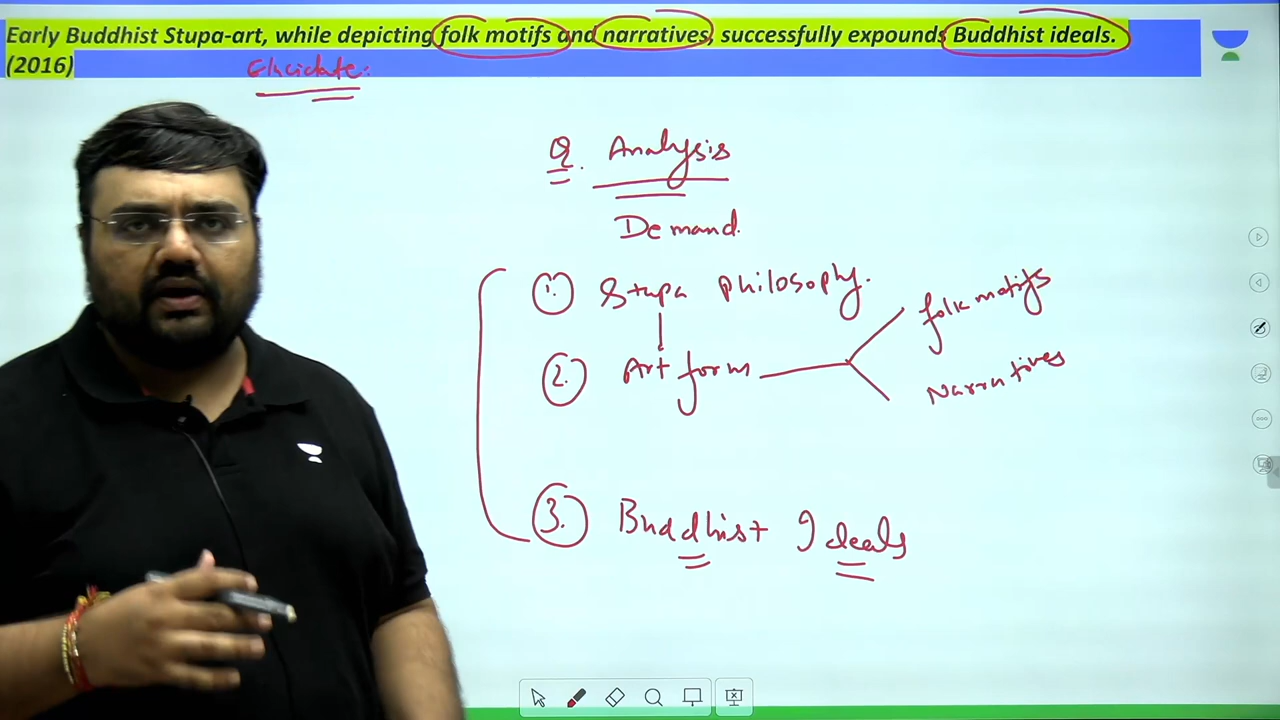 Early Buddhist Stupa-art, while depicting folk motifs and narratives, successfully expounds Buddhist ideals.
(2016)
Elucidate:
Q. Analysis
Demand.
1. Stupa Philosophy.
folk motifs
2. Art form
Narratives
3. Buddhist Ideals